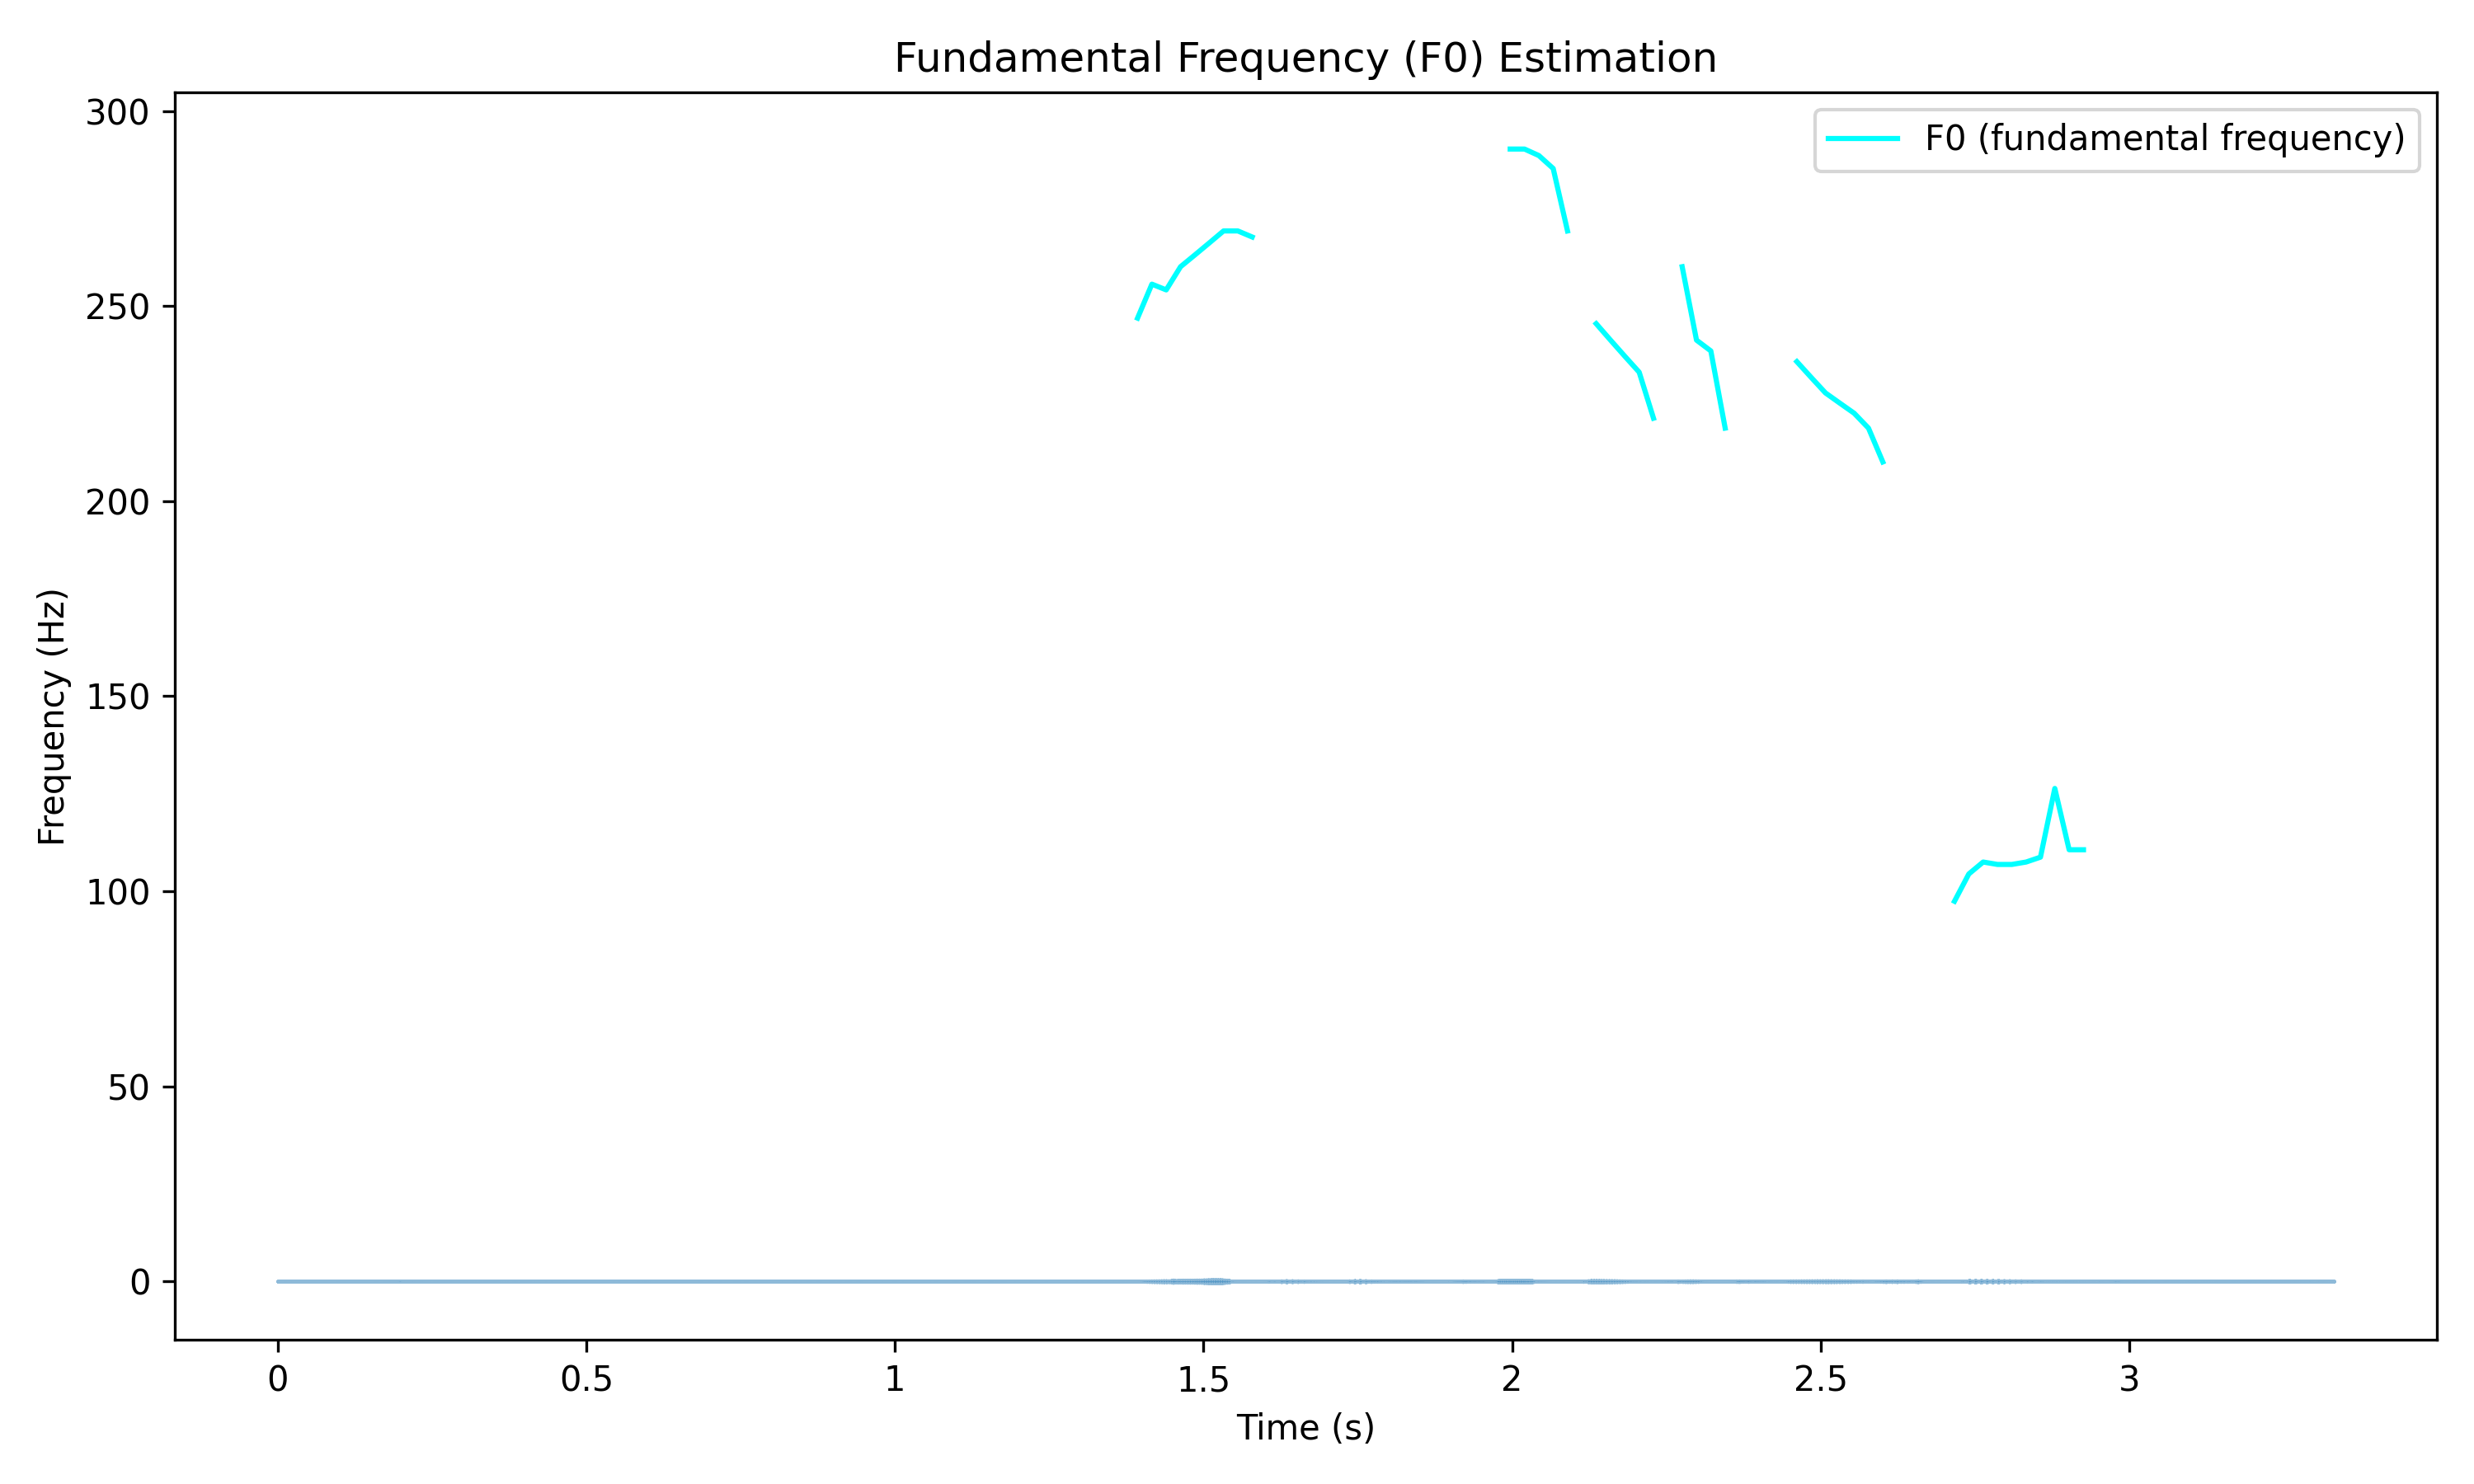 Fundamental Frequency (F0) Estimation
F0 (fundamental frequency)
Frequency (Hz)
300
250
200
150
100
50
0
0 0.5 1 1.5 2 2.5 3
Time (s)